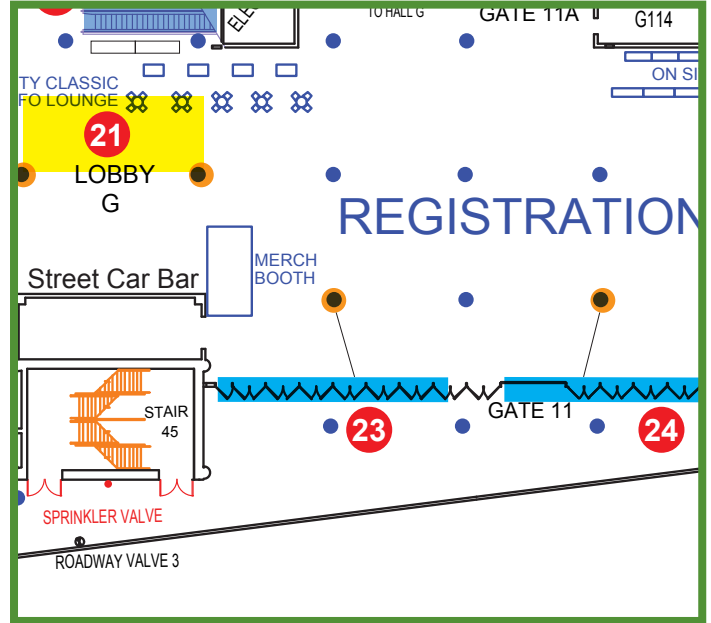 TO HALL G
GATE 11A
G114
ON SI
TY CLASSIC
FO LOUNGE
21
LOBBY
G
REGISTRATION
MERCH
BOOTH
Street Car Bar
STAIR
45
GATE 11
23
24
SPRINKLER VALVE
ROADWAY VALVE 3